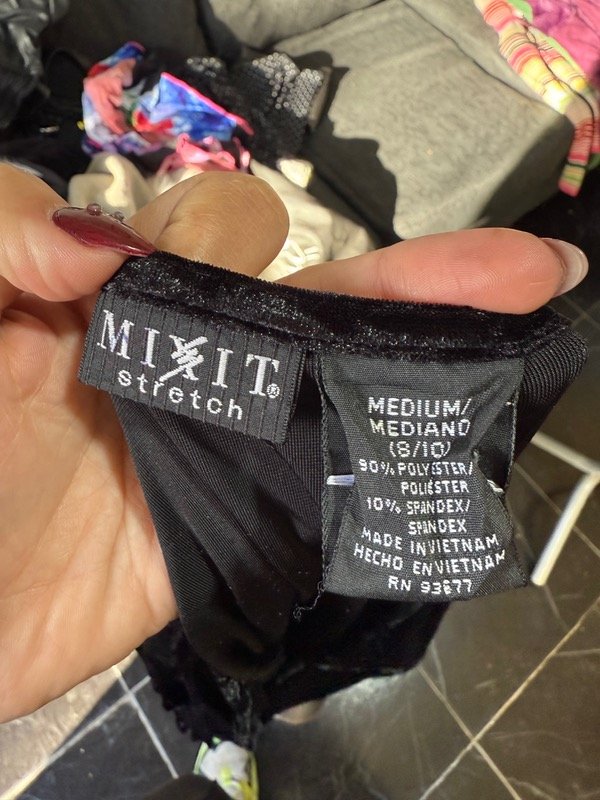 MIXIT®
stretch
MEDIUM/
MEDIANO
(8/10)
90% POLYESTER/
POLIÉSTER
10% SPANDEX/
SPANDEX
MADE IN VIETNAM
HECHO EN VIETNAM
RN 93677